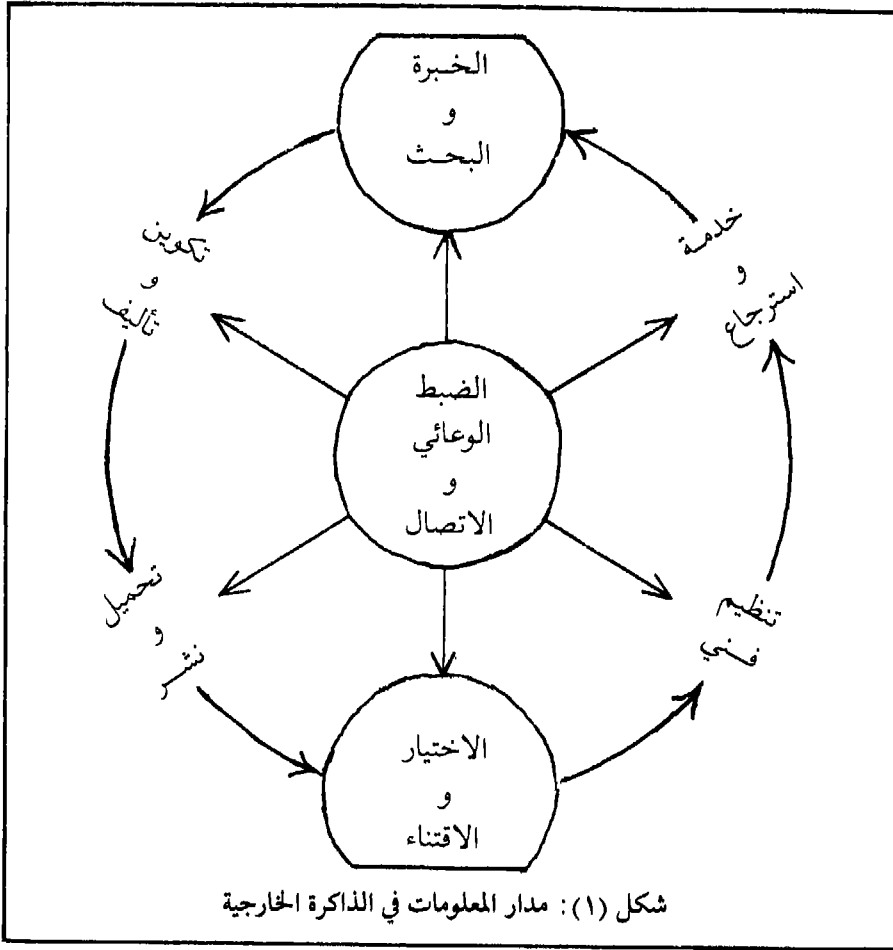 الخبرة
و
البحث
خدمة
و
استرجاع
تكوين
و
تأليف
الضبط
الوعائي
و
الاتصال
تنظيم
فني
تحميل
و
نشر
الاختيار
و
الاقتناء
شكل (١): مدار المعلومات في الذاكرة الخارجية